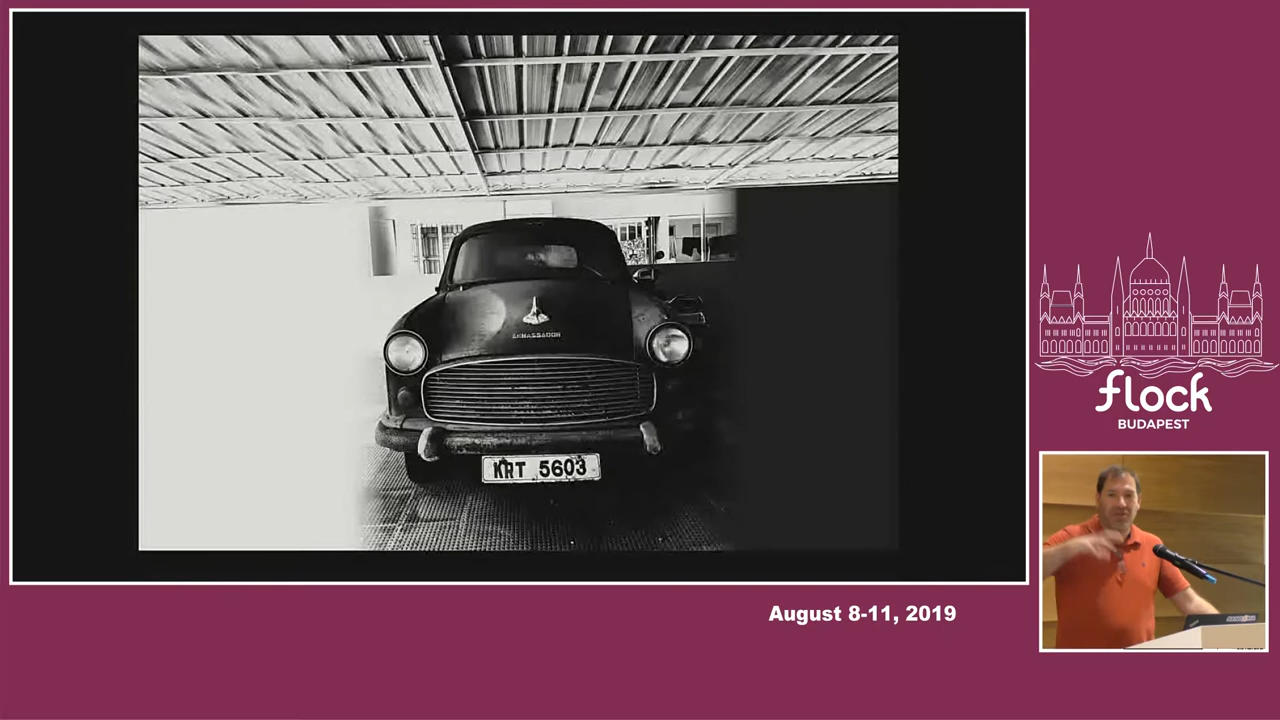 AMBASSADOR
KRT 5603
flock
BUDAPEST
August 8-11, 2019